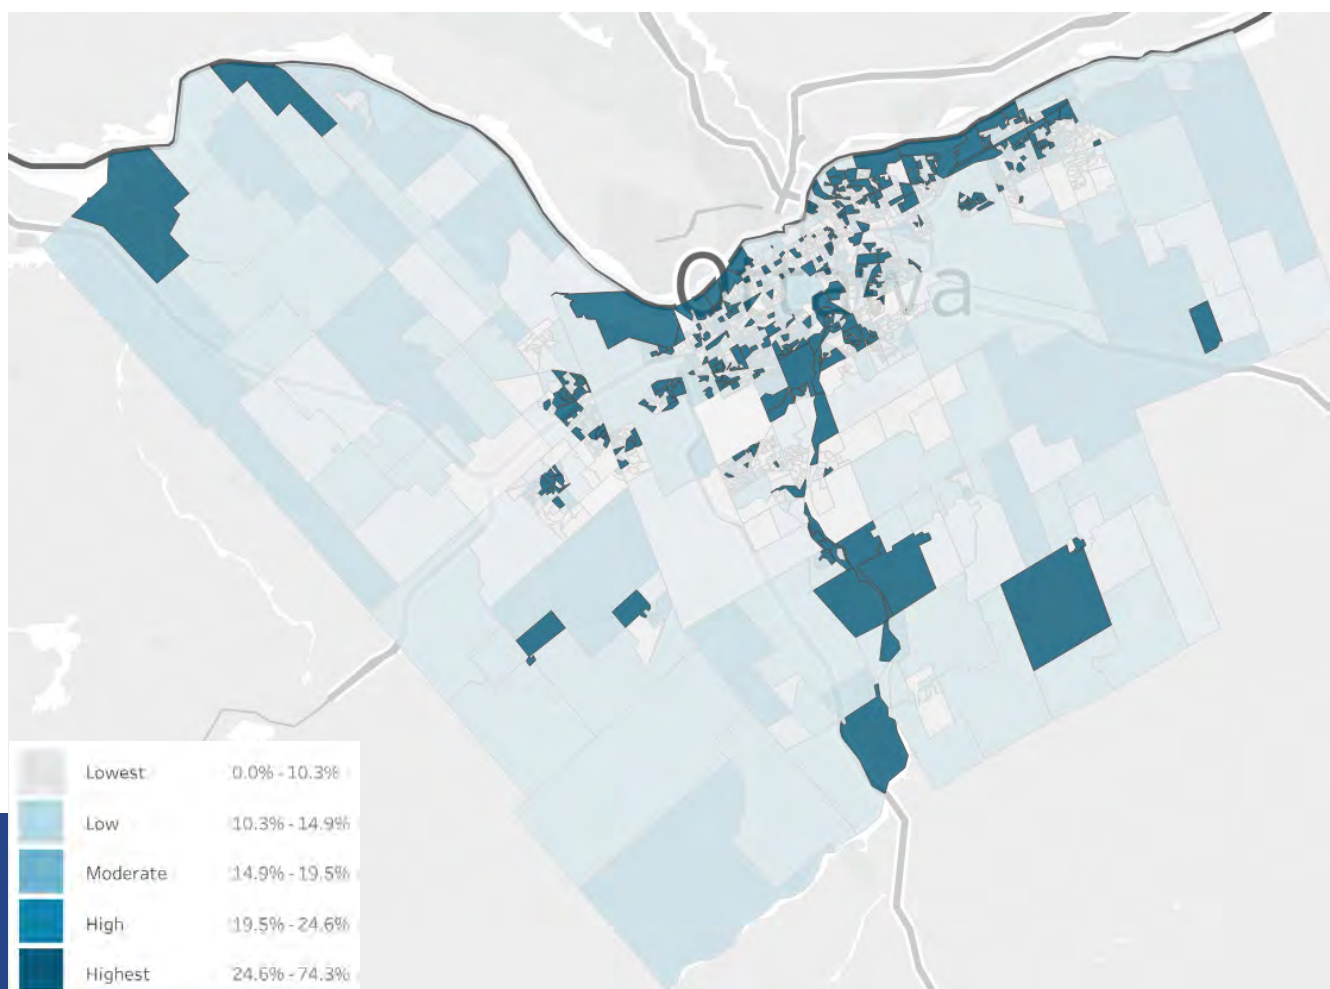 Ottawa
Lowest 0.0% - 10.3%
Low 10.3% - 14.9%
Moderate 14.9% - 19.5%
High 19.5% - 24.6%
Highest 24.6% - 74.3%